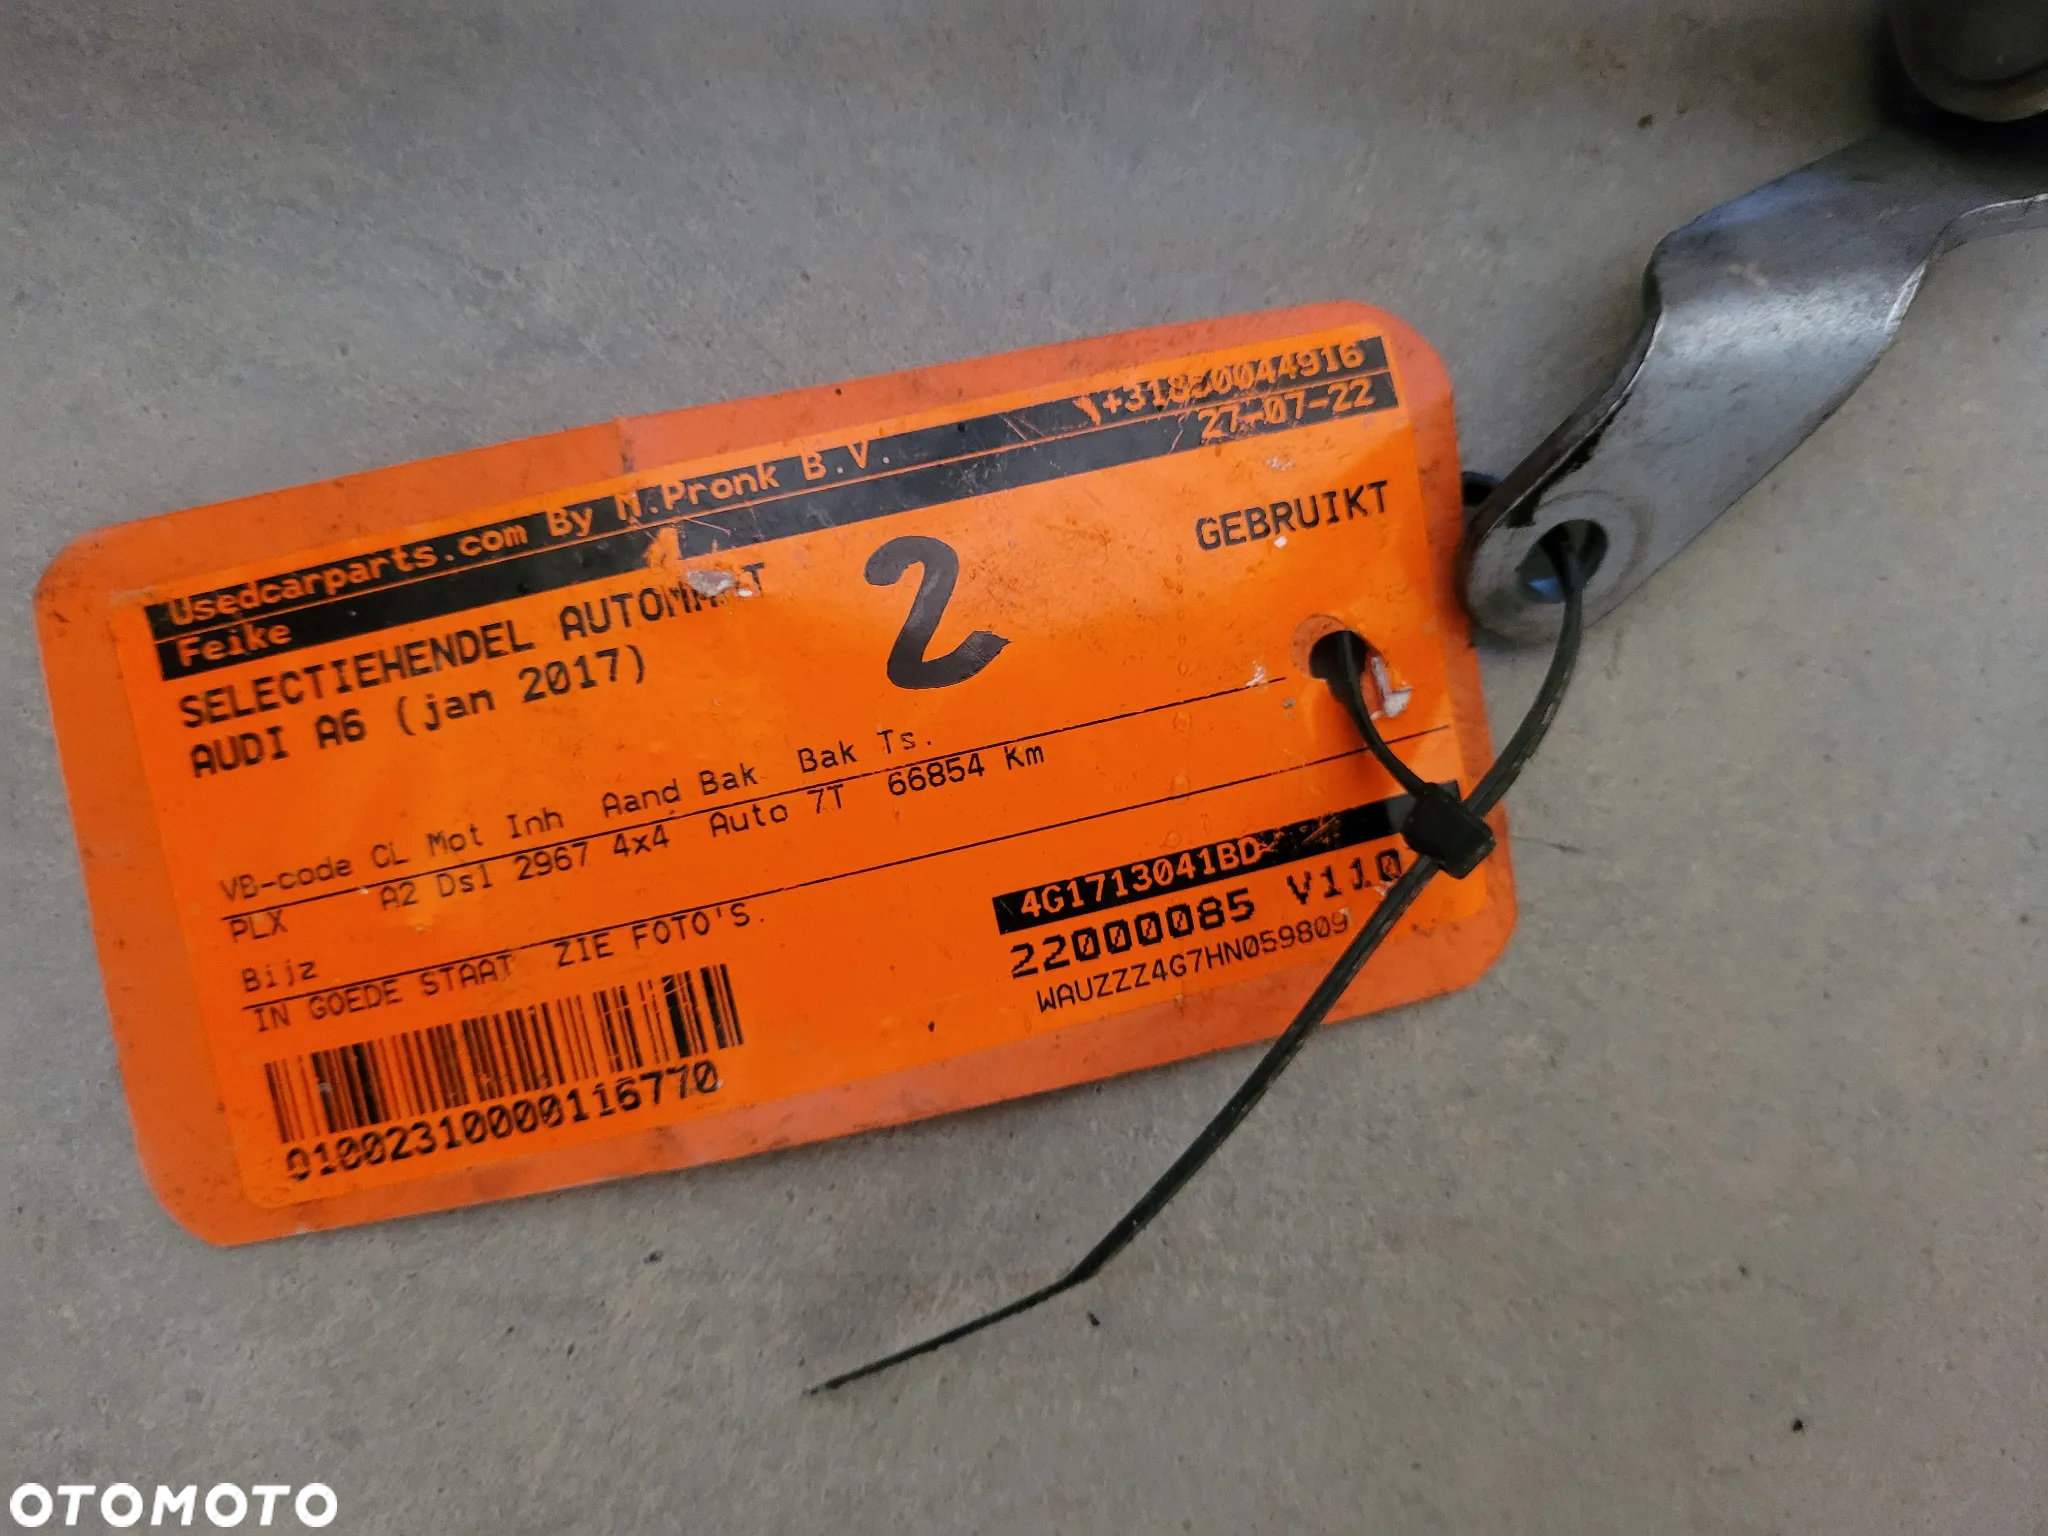 Usedcarparts.com By M.Pronk B.V. +31850044916
Feike 27-07-22
SELECTIEHENDEL AUTOMAAT
2
GEBRUIKT
AUDI A6 (jan 2017)
VB-code CL Mot Inh Aand Bak Bak Ts.
PLX A2 Dsl 2967 4x4 Auto 7T 66854 Km
Bijz
IN GOEDE STAAT ZIE FOTO'S.
4G1713041BD
22000085 V110
WAUZZZ4G7HN059809
0100231000011677​0
OTOMOTO